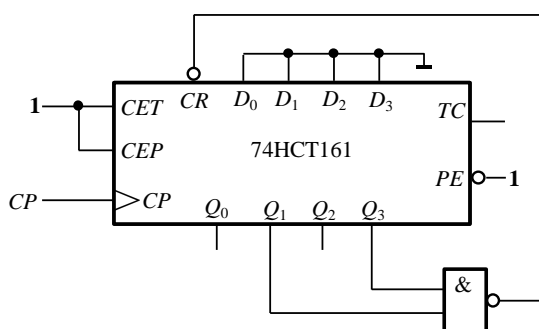 1 CET CR D₀ D₁ D₂ D₃ TC
CEP 74HCT161
PE 1
CP CP
Q₀ Q₁ Q₂ Q₃
&